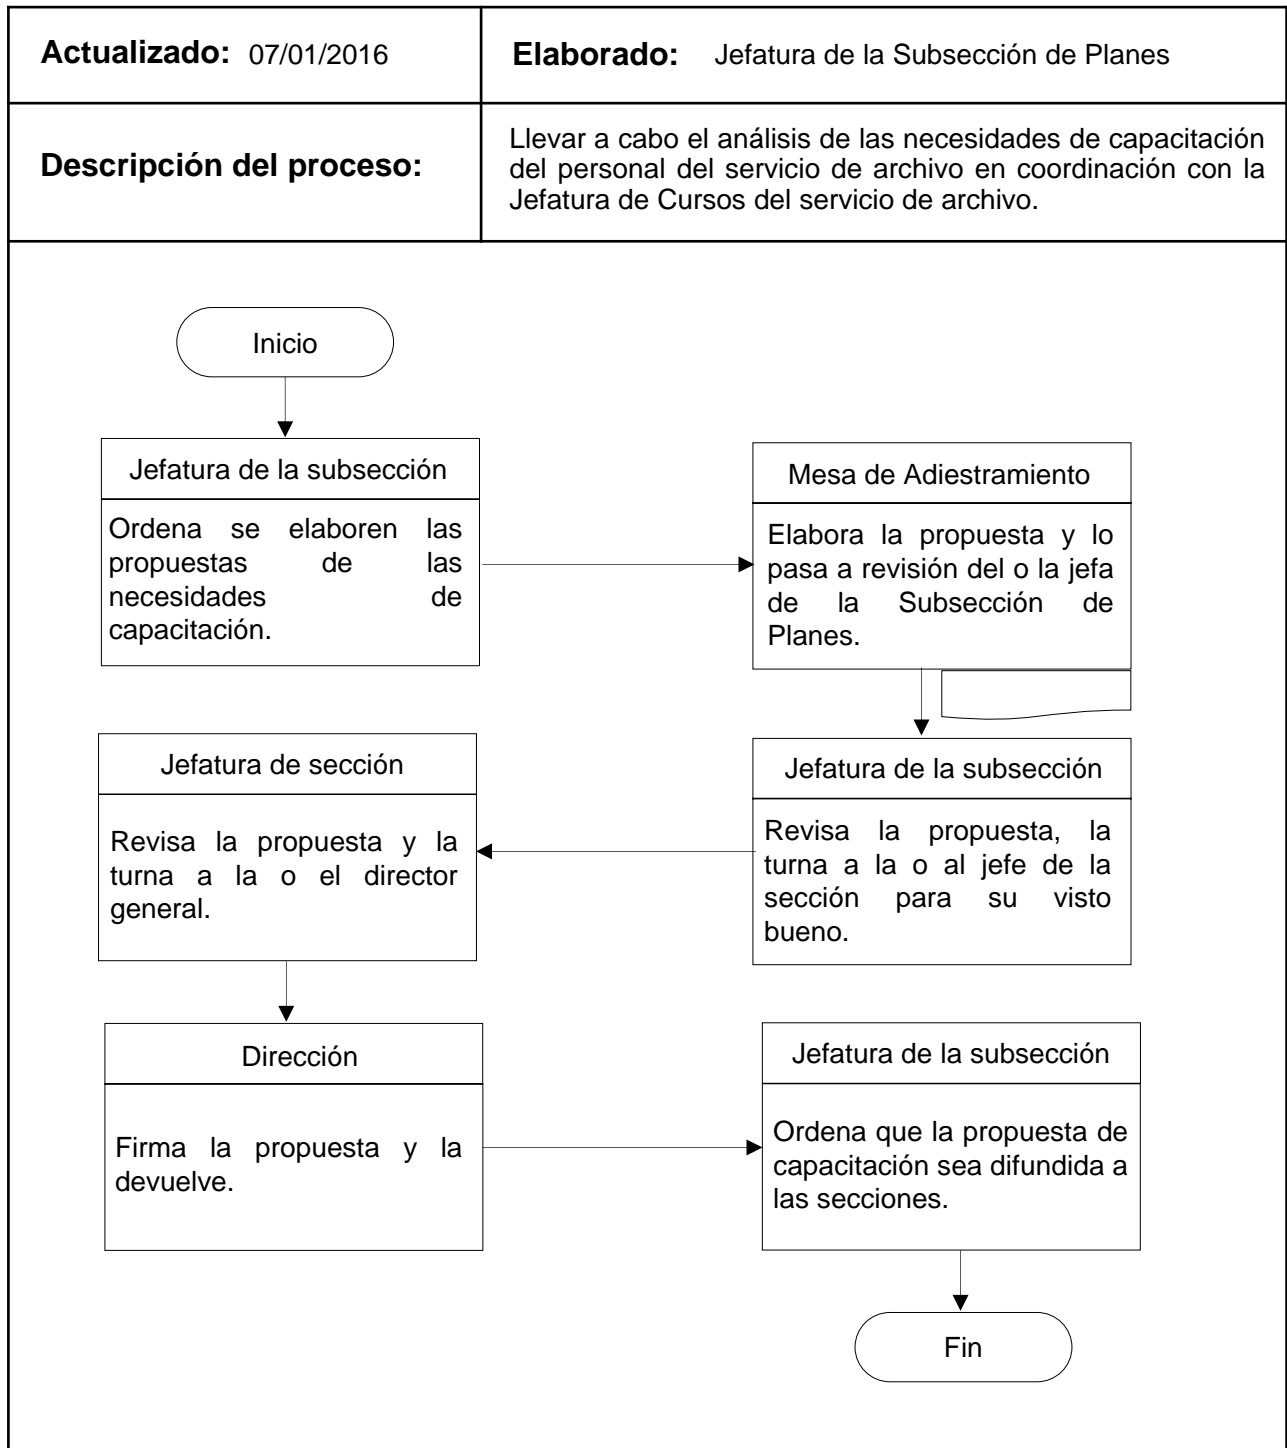 Actualizado: 07/01/2016
Elaborado: Jefatura de la Subsección de Planes
Descripción del proceso:
Llevar a cabo el análisis de las necesidades de capacitación
del personal del servicio de archivo en coordinación con la
Jefatura de Cursos del servicio de archivo.
Inicio
Jefatura de la subsección
Ordena se elaboren las
propuestas de las
necesidades de
capacitación.
Mesa de Adiestramiento
Elabora la propuesta y lo
pasa a revisión del o la jefa
de la Subsección de
Planes.
Jefatura de la subsección
Revisa la propuesta, la
turna a la o al jefe de la
sección para su visto
bueno.
Jefatura de sección
Revisa la propuesta y la
turna a la o el director
general.
Dirección
Firma la propuesta y la
devuelve.
Jefatura de la subsección
Ordena que la propuesta de
capacitación sea difundida a
las secciones.
Fin